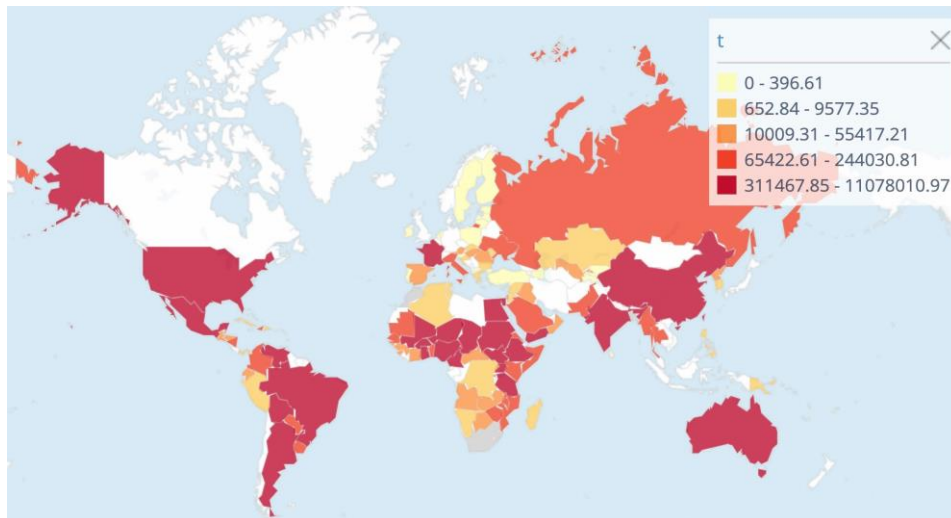 t
0 - 396.61
652.84 - 9577.35
10009.31 - 55417.21
65422.61 - 244030.81
311467.85 - 11078010.97